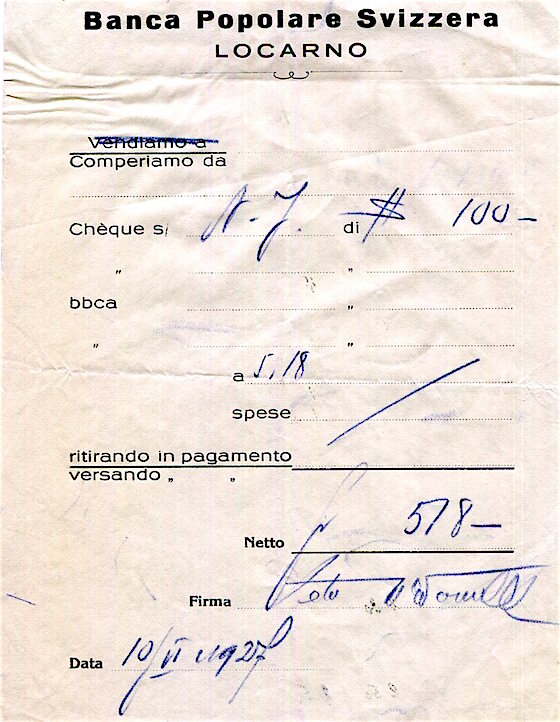 Banca Popolare Svizzera
LOCARNO
Vendiamo a
Comperiamo da
Chèque s/ N.-J. di $ 100-
" "
bbca "
" "
a 5.18
spese
ritirando in pagamento
versando " "
Netto 518-
Firma
Data 10/VI 1927